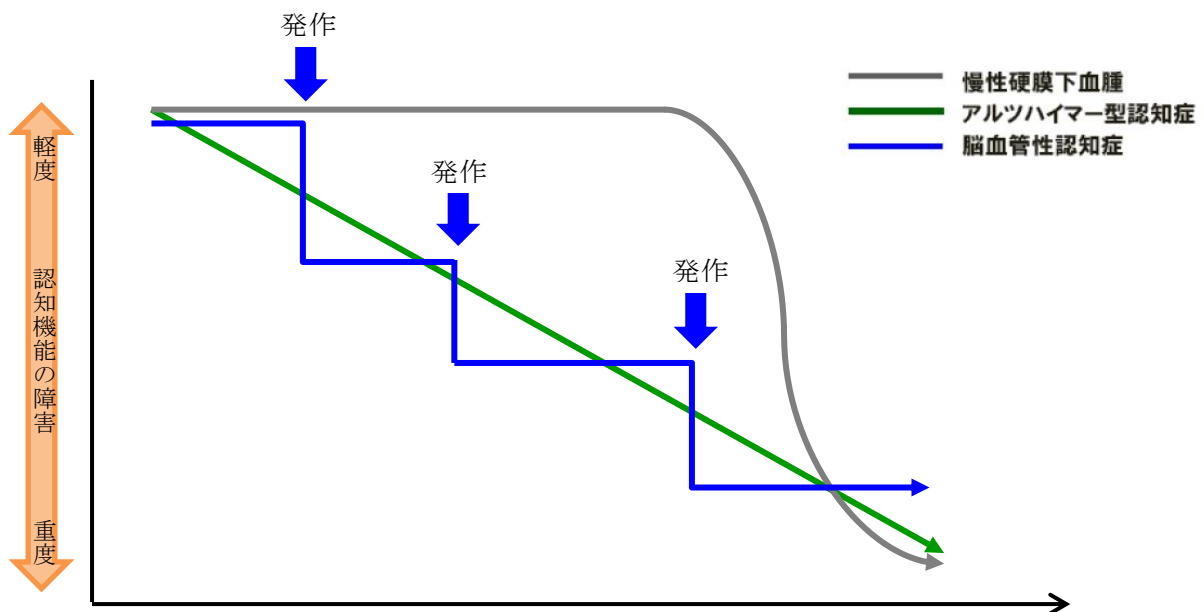 発作
発作
発作
慢性硬膜下血腫
アルツハイマー型認知症
脳血管性認知症
軽度
認知機能の障害
重度